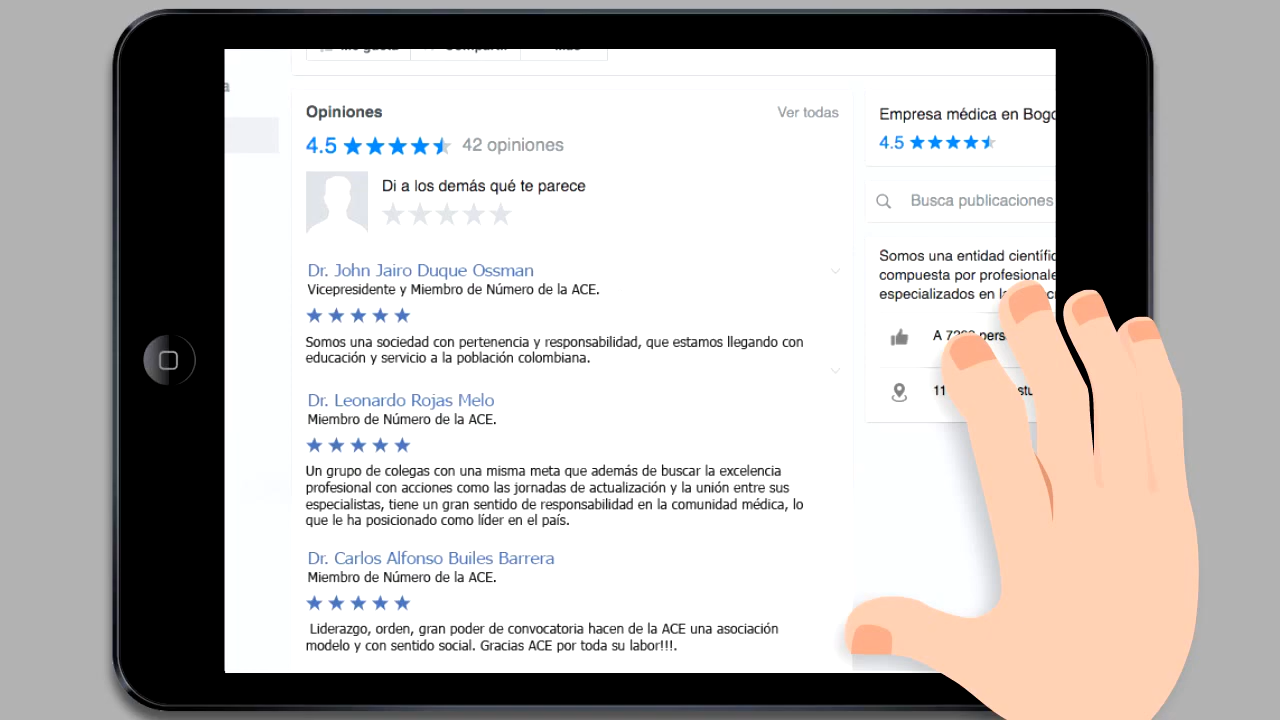 Opiniones
Ver todas
4.5
42 opiniones
Di a los demás qué te parece
Dr. John Jairo Duque Ossman
Vicepresidente y Miembro de Número de la ACE.
Somos una sociedad con pertenencia y responsabilidad, que estamos llegando con
educación y servicio a la población colombiana.
Dr. Leonardo Rojas Melo
Miembro de Número de la ACE.
Un grupo de colegas con una misma meta que además de buscar la excelencia
profesional con acciones como las jornadas de actualización y la unión entre sus
especialistas, tiene un gran sentido de responsabilidad en la comunidad médica, lo
que le ha posicionado como líder en el país.
Dr. Carlos Alfonso Builes Barrera
Miembro de Número de la ACE.
Liderazgo, orden, gran poder de convocatoria hacen de la ACE una asociación
modelo y con sentido social. Gracias ACE por toda su labor!!!.
Empresa médica en
4.5
Busca publicaciones
Somos una entidad
compuesta por
especializados en
A